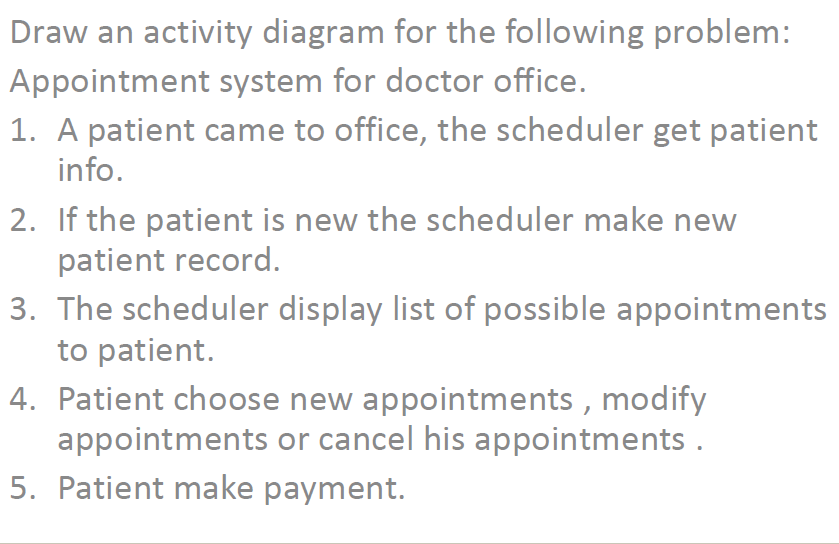 Draw an activity diagram for the following problem:
Appointment system for doctor office.
1. A patient came to office, the scheduler get patient
info.
2. If the patient is new the scheduler make new
patient record.
3. The scheduler display list of possible appointments
to patient.
4. Patient choose new appointments , modify
appointments or cancel his appointments .
5. Patient make payment.